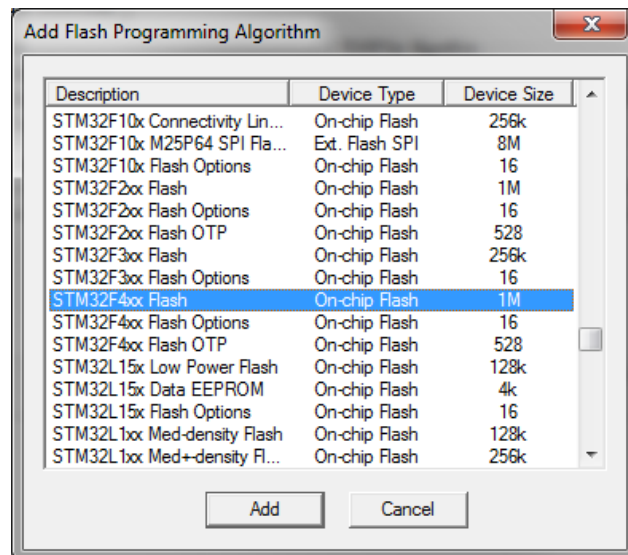 Add Flash Programming Algorithm
Description Device Type Device Size
STM32F10x Connectivity Lin... On-chip Flash 256k
STM32F10x M25P64 SPI Fla... Ext. Flash SPI 8M
STM32F10x Flash Options On-chip Flash 16
STM32F2xx Flash On-chip Flash 1M
STM32F2xx Flash Options On-chip Flash 16
STM32F2xx Flash OTP On-chip Flash 528
STM32F3xx Flash On-chip Flash 256k
STM32F3xx Flash Options On-chip Flash 16
STM32F4xx Flash On-chip Flash 1M
STM32F4xx Flash Options On-chip Flash 16
STM32F4xx Flash OTP On-chip Flash 528
STM32L15x Low Power Flash On-chip Flash 128k
STM32L15x Data EEPROM On-chip Flash 4k
STM32L15x Flash Options On-chip Flash 16
STM32L1xx Med-density Flash On-chip Flash 128k
STM32L1xx Med+-density Fl... On-chip Flash 256k
Add Cancel